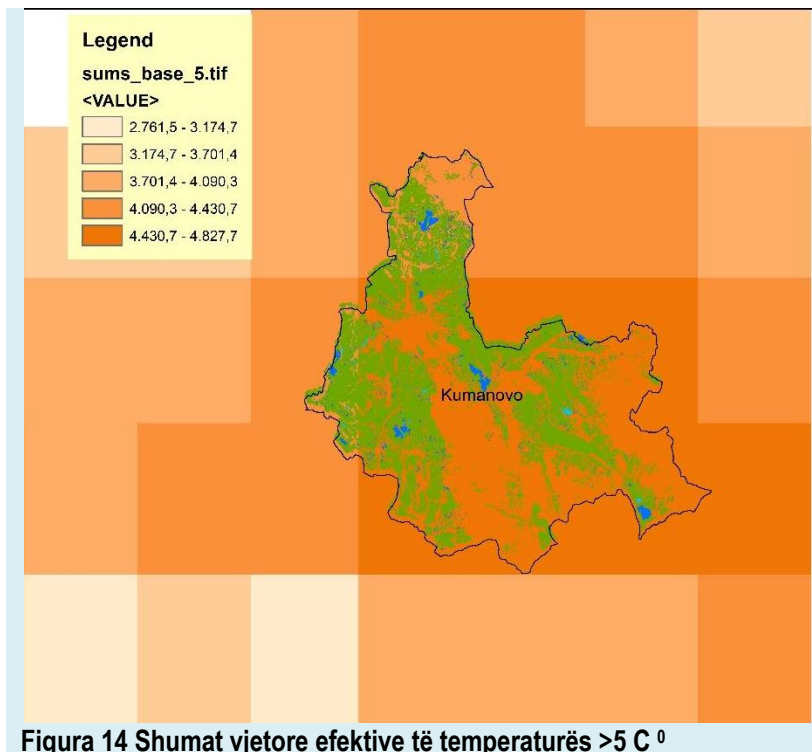 Legend
sums_base_5.tif
<VALUE>
2.761,5 - 3.174,7
3.174,7 - 3.701,4
3.701,4 - 4.090,3
4.090,3 - 4.430,7
4.430,7 - 4.827,7
Kumanovo
Figura 14 Shumat vjetore efektive të temperaturës >5 C ⁰